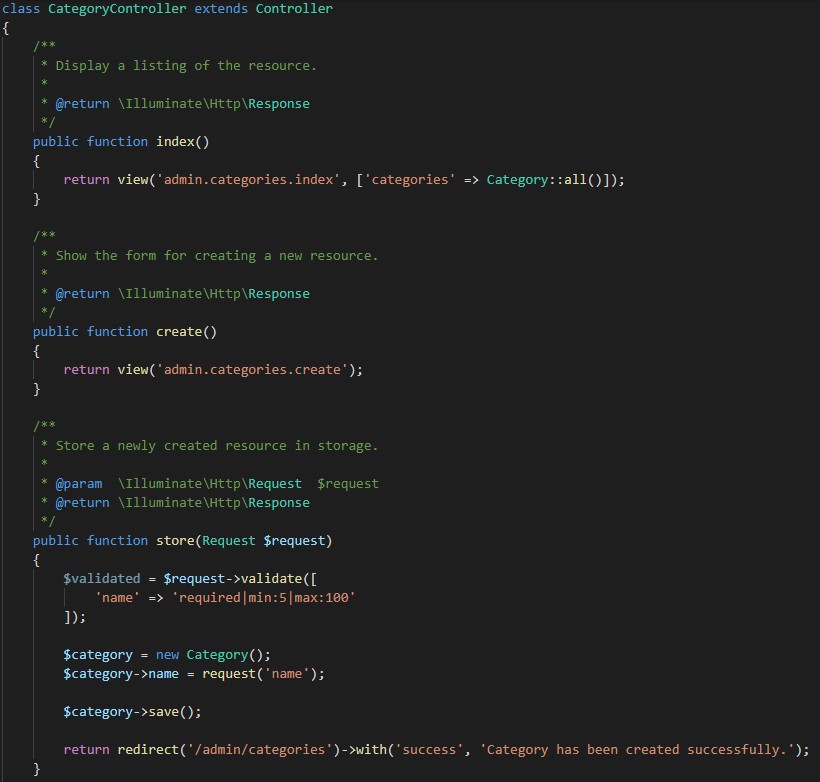 class CategoryController extends Controller
{
    /**
     * Display a listing of the resource.
     *
     * @return \Illuminate\Http\Response
     */
    public function index()
    {
        return view('admin.categories.index', ['categories' => Category::all()]);
    }

    /**
     * Show the form for creating a new resource.
     *
     * @return \Illuminate\Http\Response
     */
    public function create()
    {
        return view('admin.categories.create');
    }

    /**
     * Store a newly created resource in storage.
     *
     * @param  \Illuminate\Http\Request  $request
     * @return \Illuminate\Http\Response
     */
    public function store(Request $request)
    {
        $validated = $request->validate([
            'name' => 'required|min:5|max:100'
        ]);

        $category = new Category();
        $category->name = request('name');

        $category->save();

        return redirect('/admin/categories')->with('success', 'Category has been created successfully.');
    }